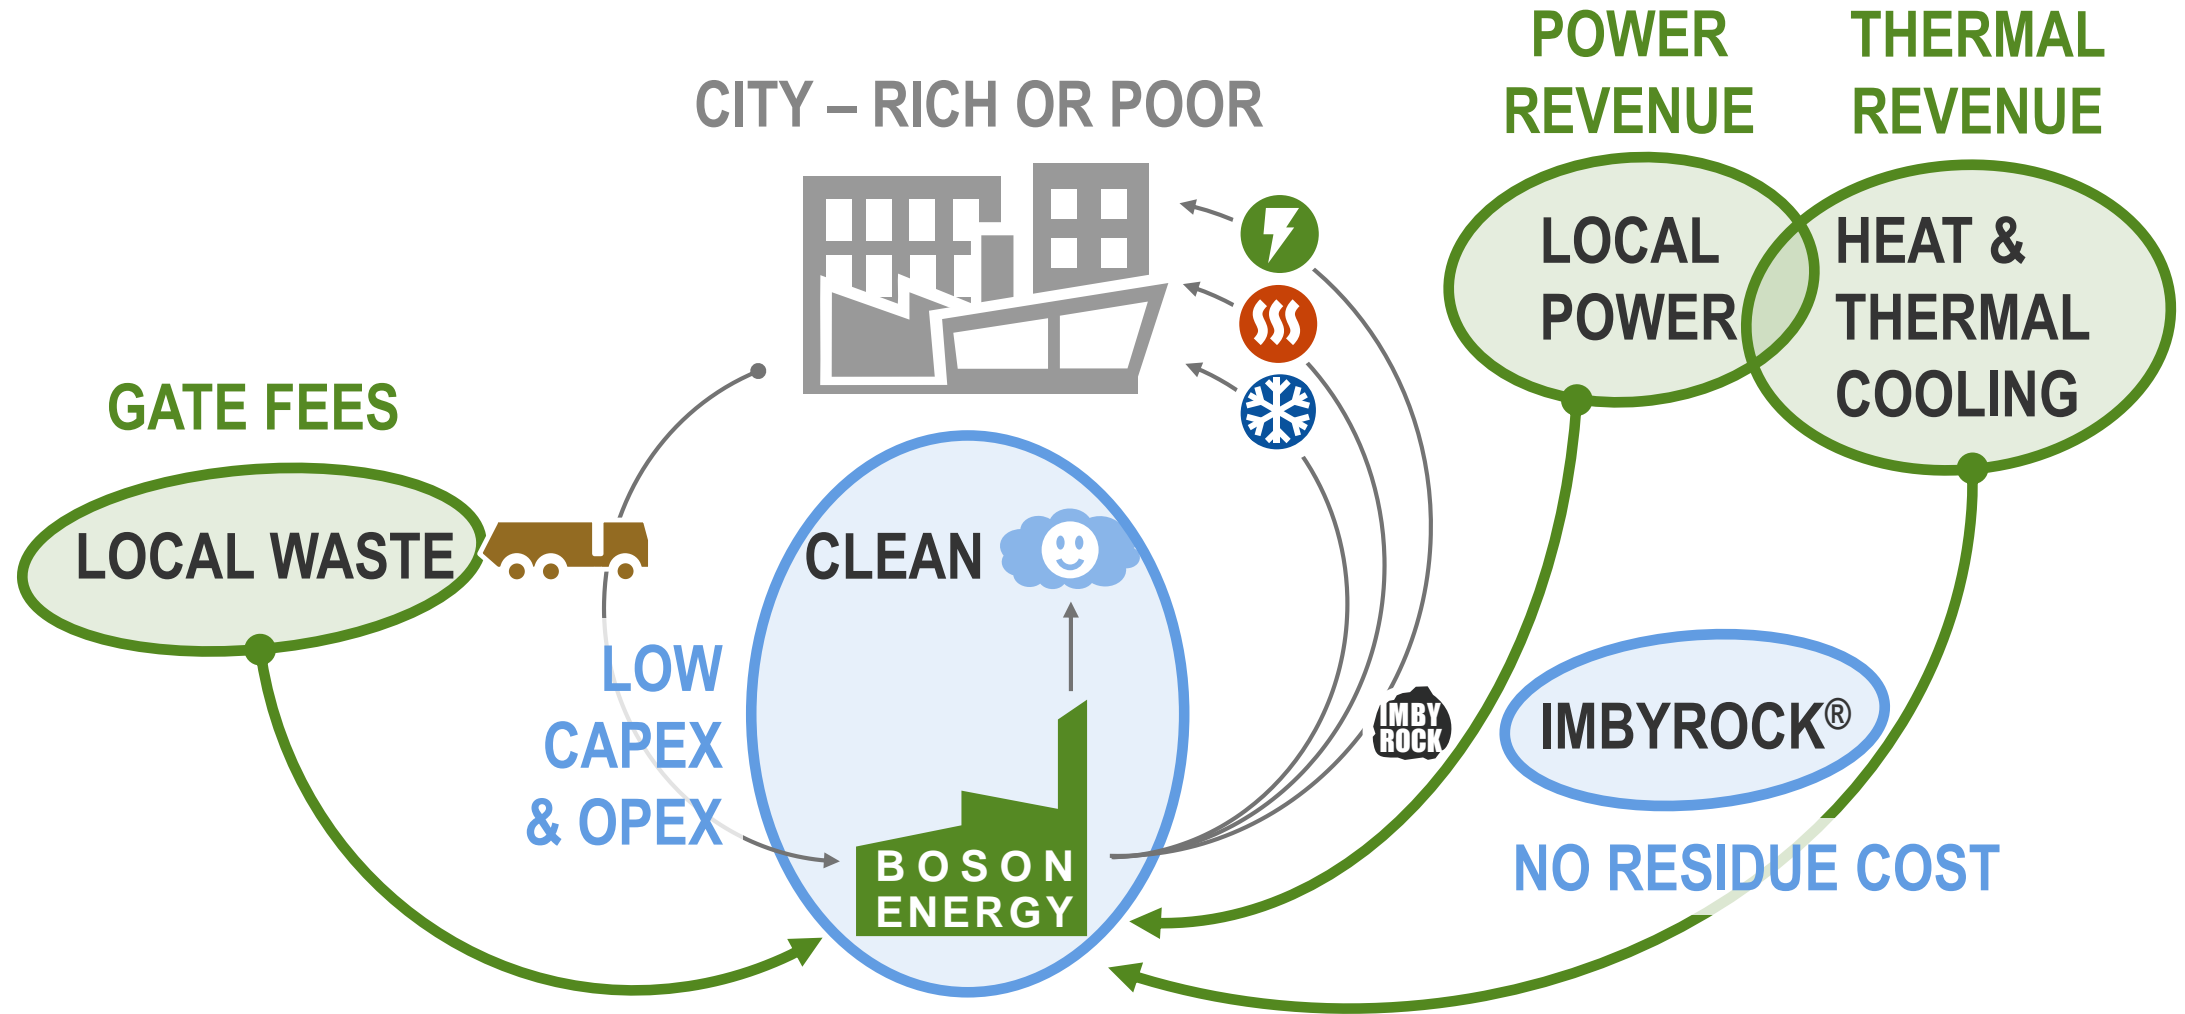 POWER
REVENUE
THERMAL
REVENUE
CITY – RICH OR POOR
LOCAL
POWER
HEAT &
THERMAL
COOLING
GATE FEES
LOCAL WASTE
CLEAN
LOW
CAPEX
& OPEX
IMBY
ROCK
IMBYROCK®
NO RESIDUE COST
BOSON
ENERGY